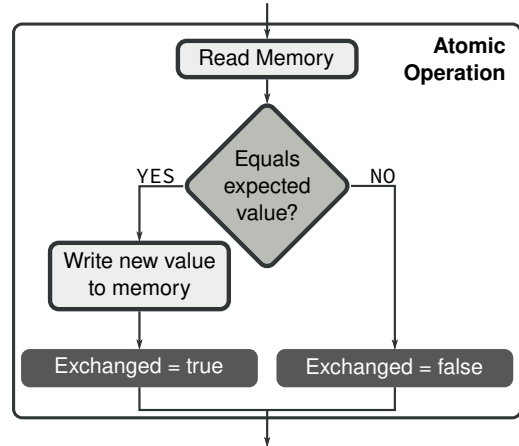 Atomic
Operation
Read Memory
Equals
expected
value?
YES
NO
Write new value
to memory
Exchanged = true
Exchanged = false